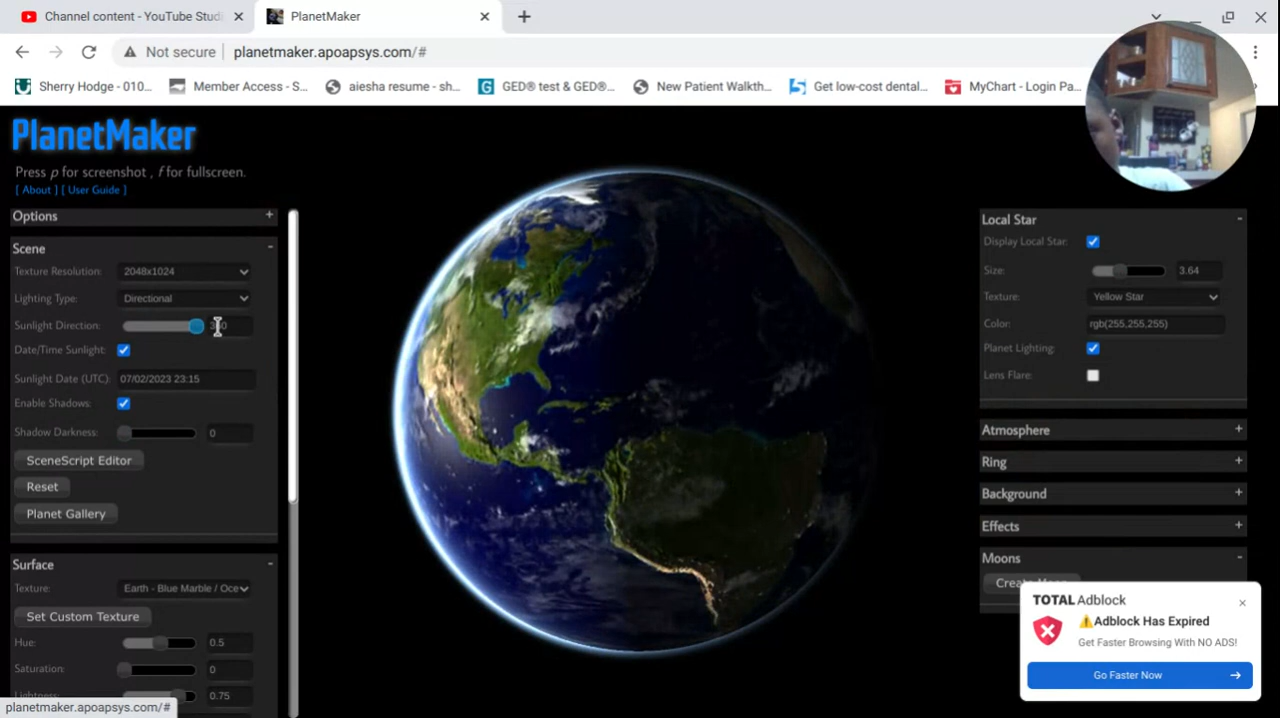 Channel content - YouTube Studi
PlanetMaker
Not secure
planetmaker.apoapsys.com/#
Sherry Hodge - 010...
Member Access - S...
aiesha resume - sh...
GED® test & GED®...
New Patient Walkth...
Get low-cost dental...
MyChart - Login Pa...
PlanetMaker
Press p for screenshot , f for fullscreen.
[ About ] [ User Guide ]
Options
Scene
Texture Resolution: 2048x1024
Lighting Type: Directional
Sunlight Direction:
Date/Time Sunlight:
Sunlight Date (UTC): 07/02/2023 23:15
Enable Shadows:
Shadow Darkness: 0
SceneScript Editor
Reset
Planet Gallery
Surface
Texture: Earth - Blue Marble / Oce
Set Custom Texture
Hue: 0.5
Saturation: 0
Lightness: 0.75
planetmaker.apoapsys.com/#
Local Star
Display Local Star:
Size: 3.64
Texture: Yellow Star
Color: rgb(255,255,255)
Planet Lighting:
Lens Flare:
Atmosphere
Ring
Background
Effects
Moons
TOTAL Adblock
Adblock Has Expired
Get Faster Browsing With NO ADS!
Go Faster Now